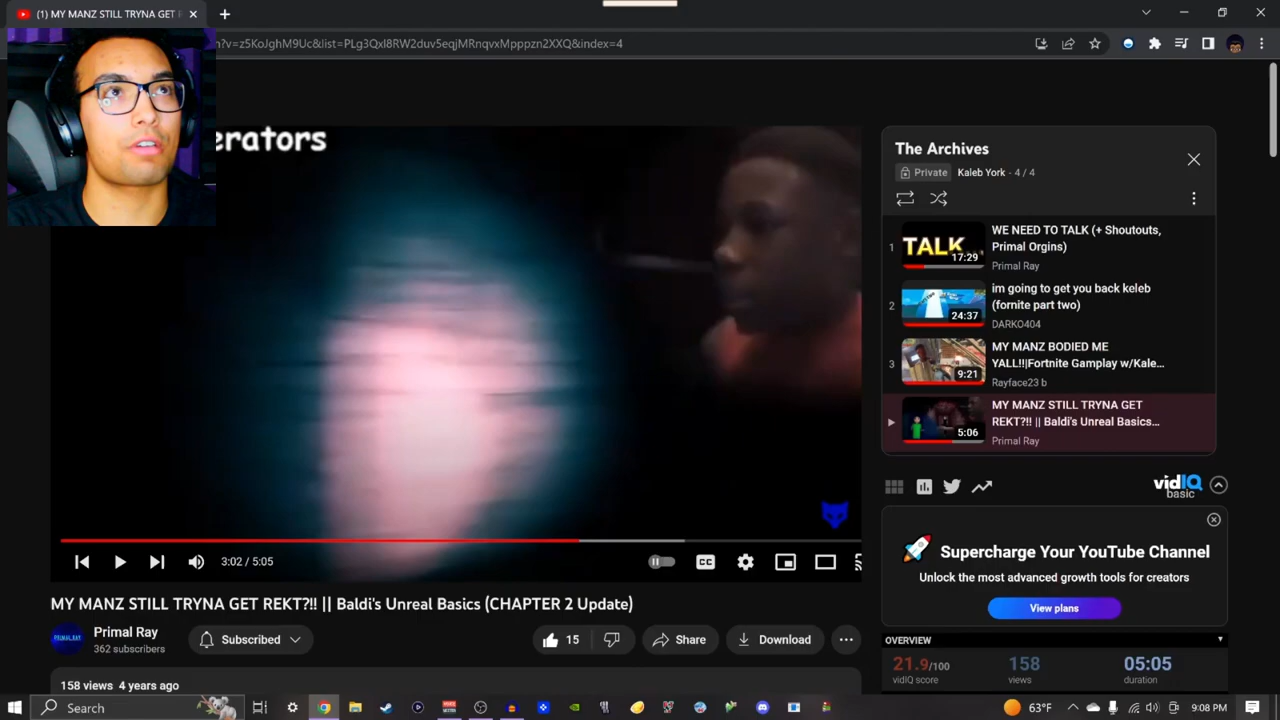 (1) MY MANZ STILL TRYNA GET R
?v=z5KoJghM9Uc&list=PLg3QxI8RW2duv5eqjMRnqvxMpppzn2XXQ&index=4
erators
The Archives
Private Kaleb York · 4 / 4
1
WE NEED TO TALK (+ Shoutouts,
Primal Orgins)
Primal Ray
TALK
17:29
2
im going to get you back keleb
(fornite part two)
DARKO404
24:37
3
MY MANZ BODIED ME
YALL!!|Fortnite Gamplay w/Kale...
Rayface23 b
9:21
MY MANZ STILL TRYNA GET
REKT?!! || Baldi's Unreal Basics...
Primal Ray
5:06
3:02 / 5:05
CC
MY MANZ STILL TRYNA GET REKT?!! || Baldi's Unreal Basics (CHAPTER 2 Update)
PRIMAL RAY
Primal Ray
362 subscribers
Subscribed
15
Share
Download
158 views 4 years ago
vidIQ
basic
Supercharge Your YouTube Channel
Unlock the most advanced growth tools for creators
View plans
OVERVIEW
21.9/100
vidIQ score
158
views
05:05
duration
Search
63°F
9:08 PM